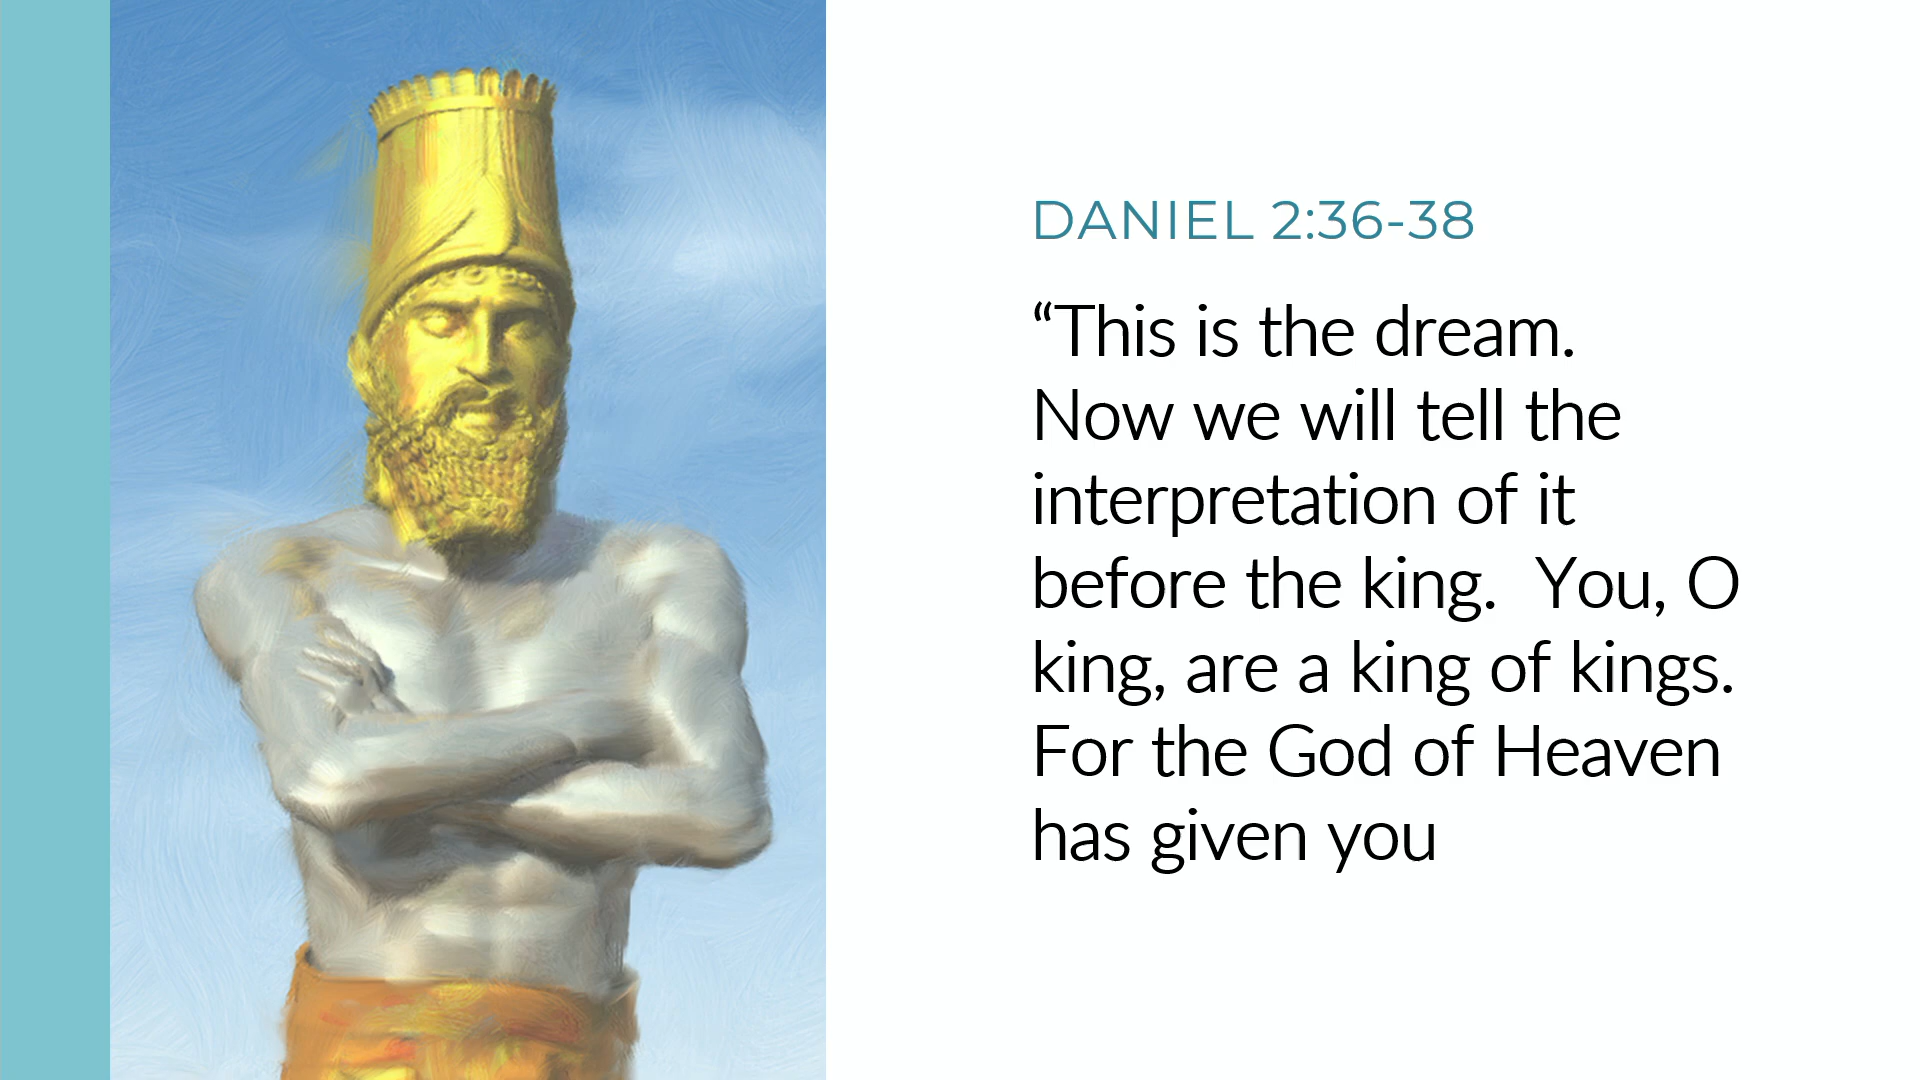 DANIEL 2:36-38
“This is the dream.
Now we will tell the
interpretation of it
before the king.  You, O
king, are a king of kings.
For the God of Heaven
has given you